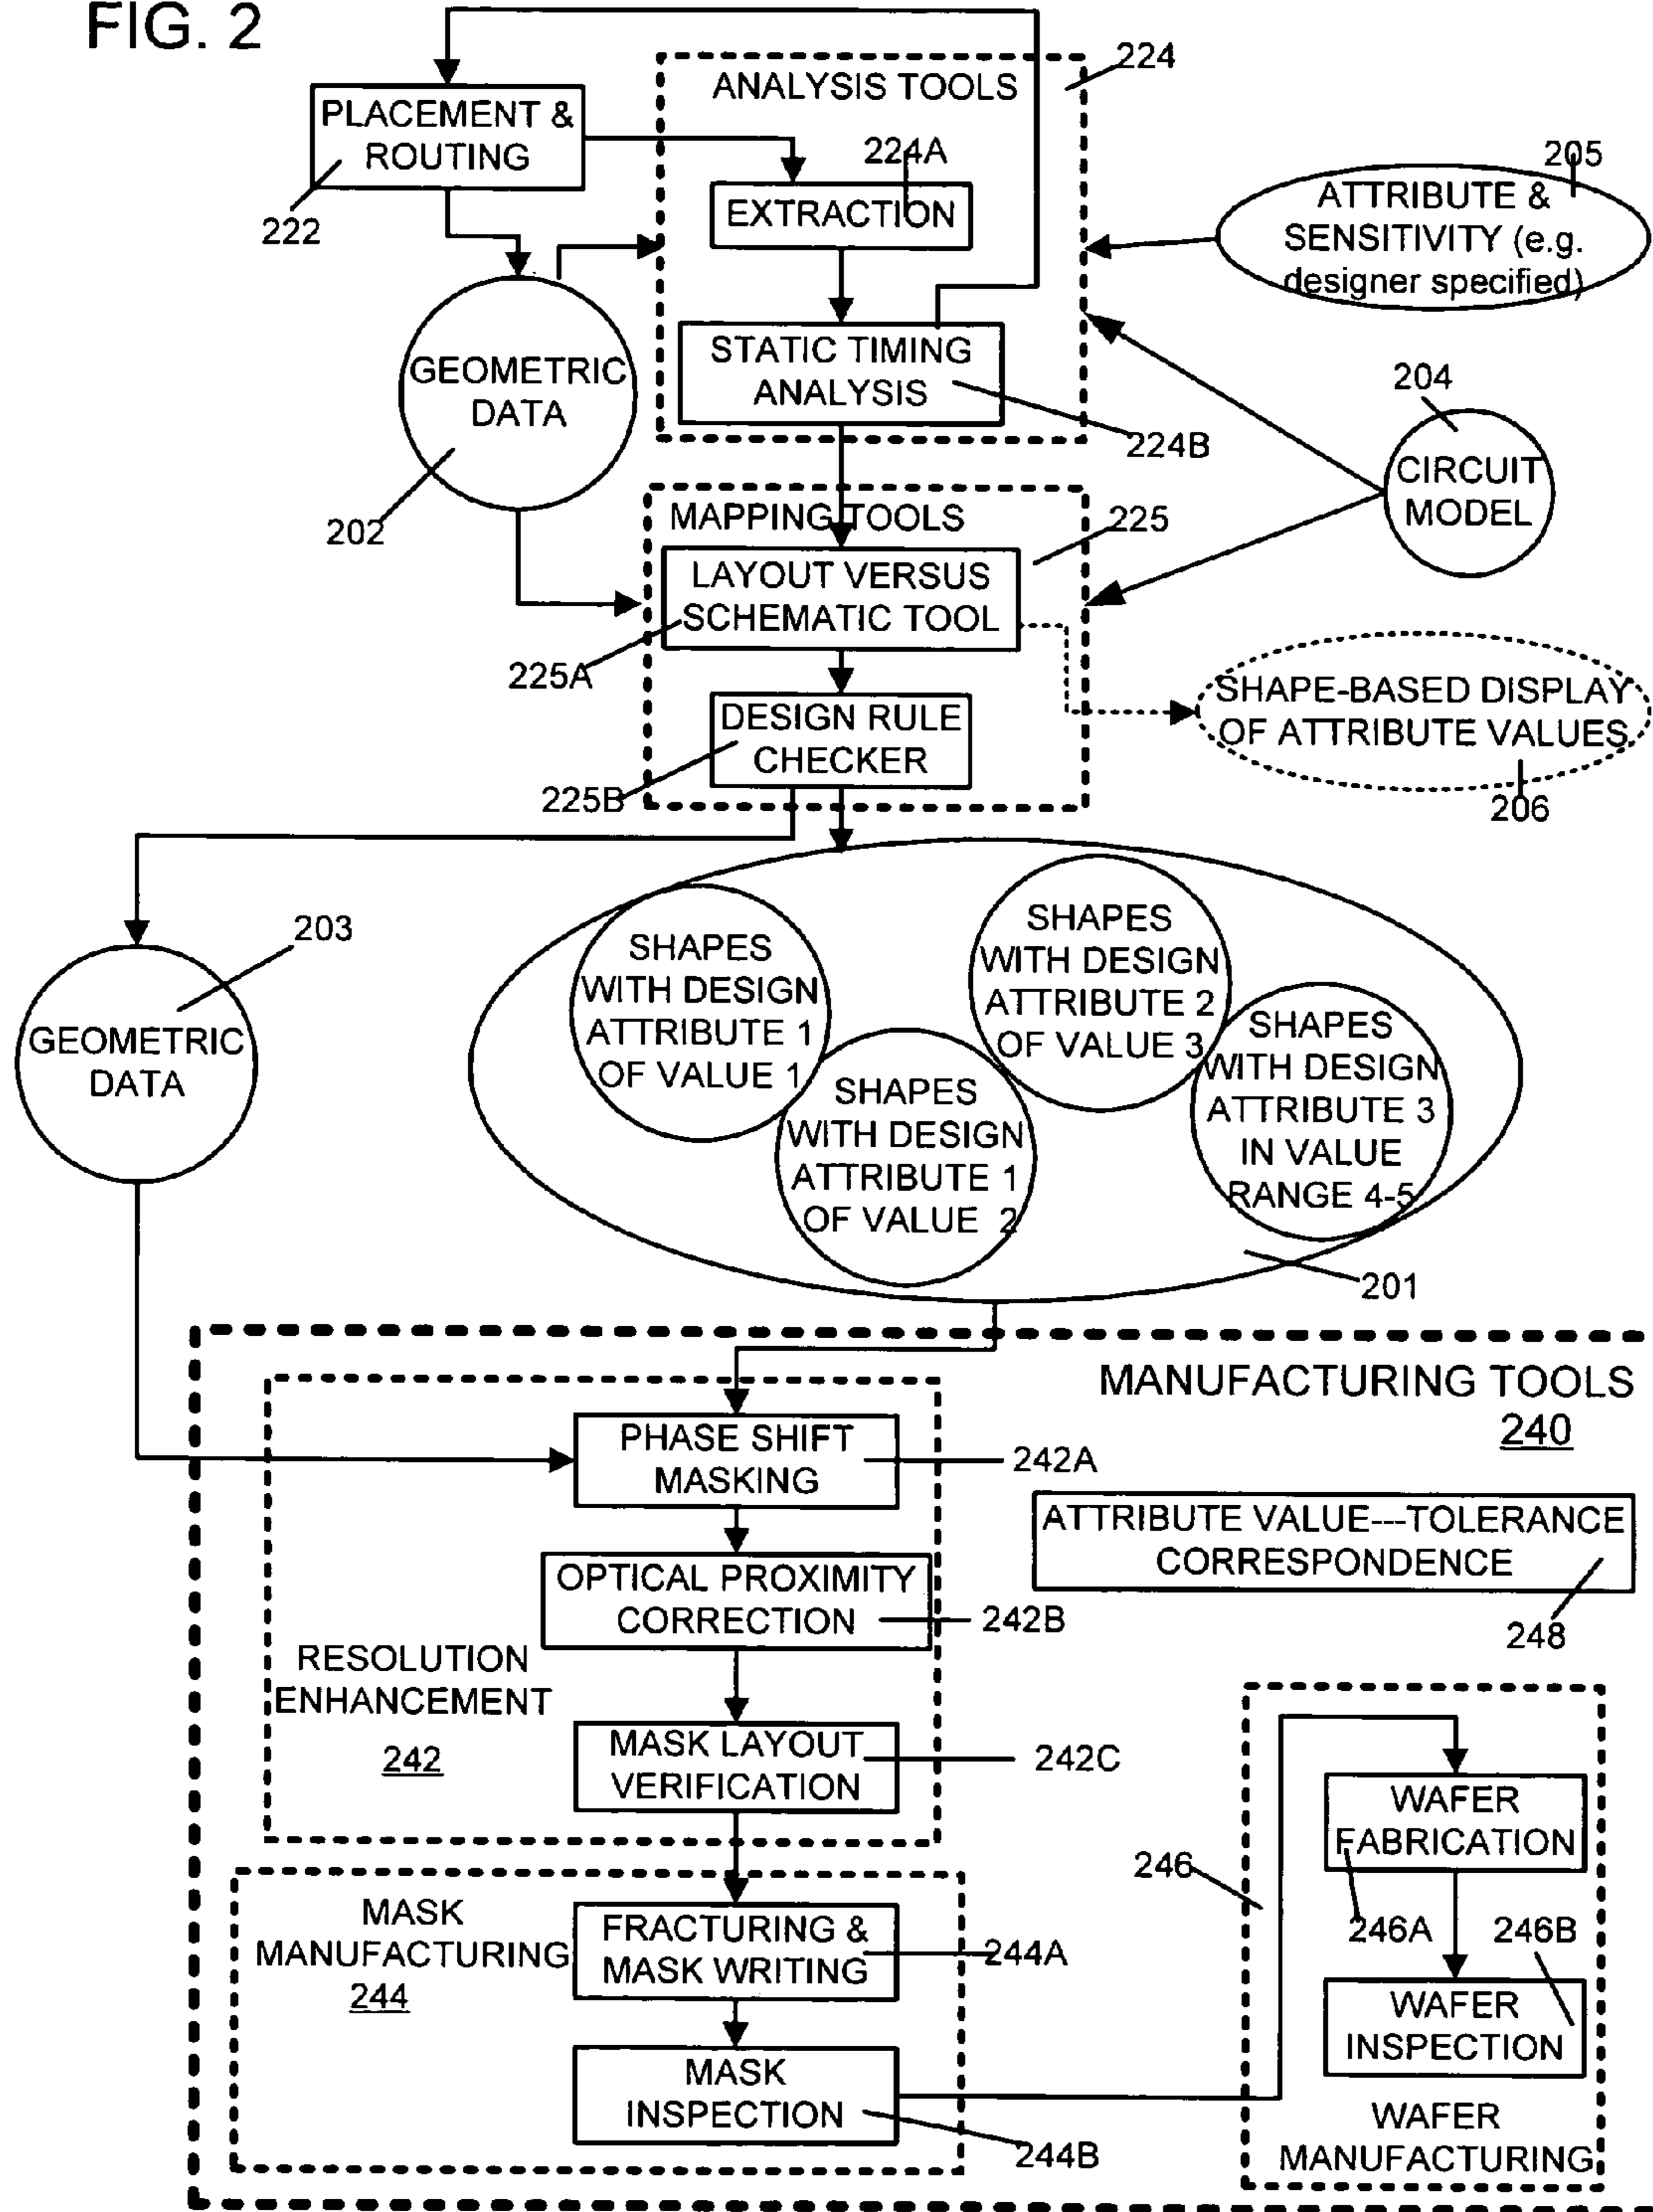 FIG. 2
224
ANALYSIS TOOLS
PLACEMENT &
ROUTING
222
224A
EXTRACTION
205
ATTRIBUTE &
SENSITIVITY (e.g.
designer specified)
GEOMETRIC
DATA
202
STATIC TIMING
ANALYSIS
224B
204
CIRCUIT
MODEL
MAPPING TOOLS
225
LAYOUT VERSUS
SCHEMATIC TOOL
225A
SHAPE-BASED DISPLAY
OF ATTRIBUTE VALUES
206
DESIGN RULE
CHECKER
225B
203
GEOMETRIC
DATA
SHAPES
WITH DESIGN
ATTRIBUTE 1
OF VALUE 1
SHAPES
WITH DESIGN
ATTRIBUTE 1
OF VALUE 2
SHAPES
WITH DESIGN
ATTRIBUTE 2
OF VALUE 3
SHAPES
WITH DESIGN
ATTRIBUTE 3
IN VALUE
RANGE 4-5
201
MANUFACTURING TOOLS
240
PHASE SHIFT
MASKING
242A
ATTRIBUTE VALUE---TOLERANCE
CORRESPONDENCE
248
OPTICAL PROXIMITY
CORRECTION
242B
RESOLUTION
ENHANCEMENT
242
MASK LAYOUT
VERIFICATION
242C
MASK
MANUFACTURING
244
FRACTURING &
MASK WRITING
244A
MASK
INSPECTION
244B
246
WAFER
FABRICATION
246A
246B
WAFER
INSPECTION
WAFER
MANUFACTURING